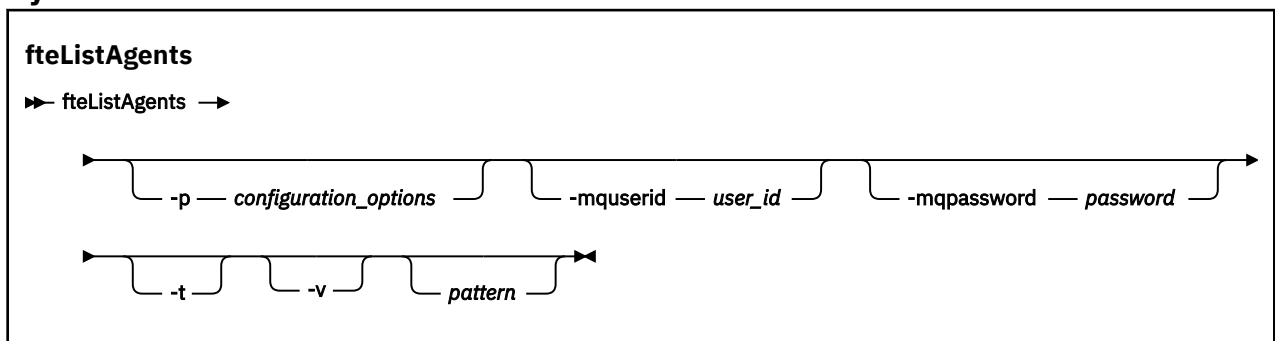 fteListAgents
fteListAgents
-p configuration_options -mquserid user_id -mqpassword password
-t -v pattern